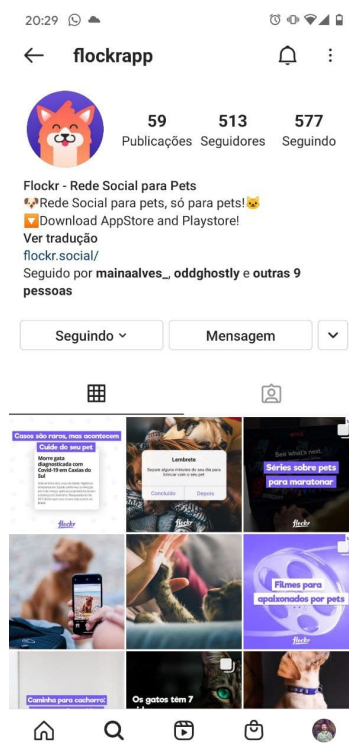 20:29
flockrapp
59
513
577
Publicações Seguidores Seguindo
Flockr - Rede Social para Pets
🐶Rede Social para pets, só para pets!🐱
🔽Download AppStore and Playstore!
Ver tradução
flockr.social/
Seguido por mainaalves_, oddghostly e outras 9
pessoas
Seguindo
Mensagem
Casos são raros, mas acontecem
Cuide do seu pet
Morre gata
diagnosticada com
Covid-19 em Caxias do
Sul
flockr
Lembrete
Concluído
Depois
flockr
See what's next.
Séries sobre pets
para maratonar
flockr
Filmes para
apaixonados por pets
flockr
Caminha para cachorro:
Os gatos têm 7